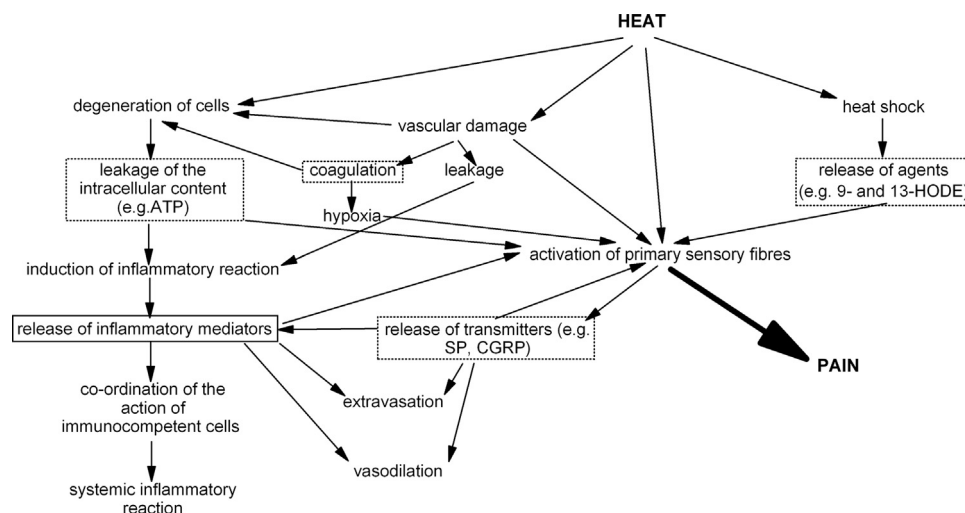 HEAT
degeneration of cells
heat shock
vascular damage
leakage of the
intracellular content
(e.g.ATP)
coagulation
leakage
release of agents
(e.g. 9- and 13-HODE)
hypoxia
activation of primary sensory fibres
induction of inflammatory reaction
release of inflammatory mediators
release of transmitters (e.g.
SP, CGRP)
PAIN
co-ordination of the
action of
immunocompetent cells
extravasation
vasodilation
systemic inflammatory
reaction